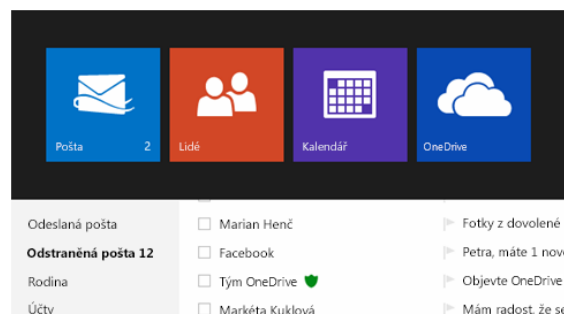 Pošta 2
Lidé
Kalendář
OneDrive
Odeslaná pošta
Marian Henč
Fotky z dovolené
Odstraněná pošta 12
Facebook
Petra, máte 1 nov
Rodina
Tým OneDrive
Objevte OneDrive
Účty
Markéta Kuklová
Mám radost, že se